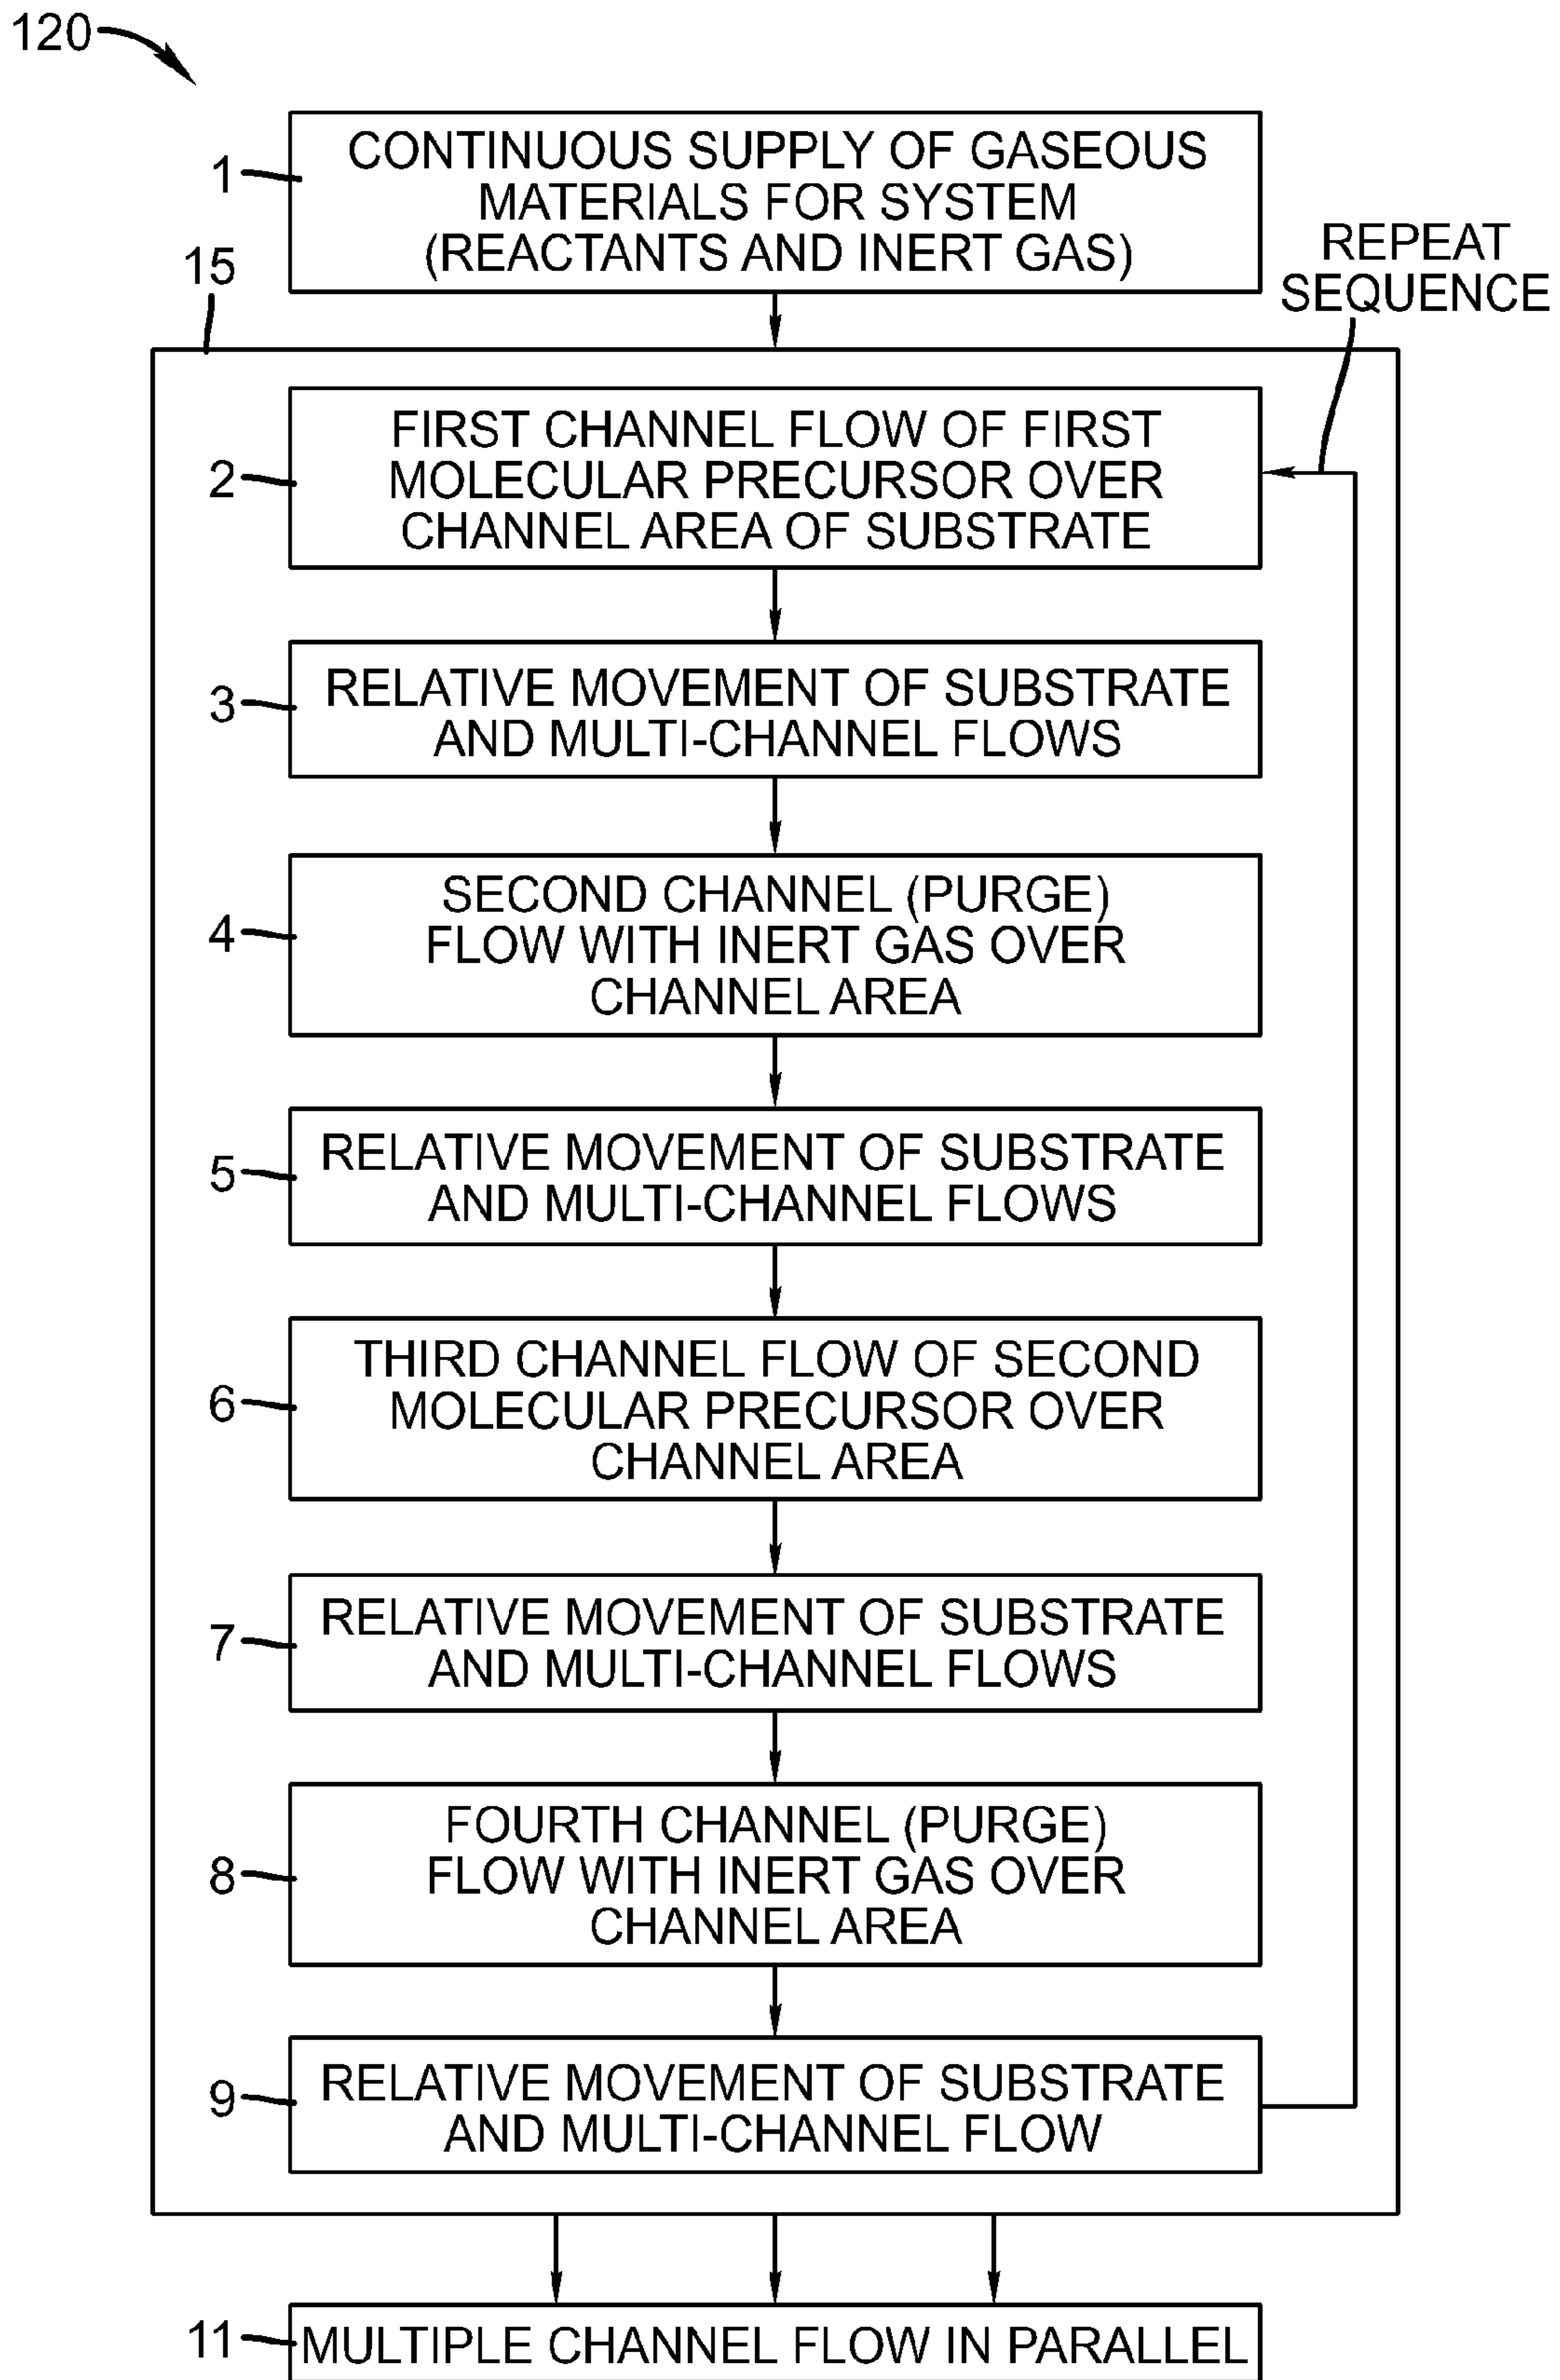 120
1
CONTINUOUS SUPPLY OF GASEOUS
MATERIALS FOR SYSTEM
(REACTANTS AND INERT GAS)
15
REPEAT
SEQUENCE
2
FIRST CHANNEL FLOW OF FIRST
MOLECULAR PRECURSOR OVER
CHANNEL AREA OF SUBSTRATE
3
RELATIVE MOVEMENT OF SUBSTRATE
AND MULTI-CHANNEL FLOWS
4
SECOND CHANNEL (PURGE)
FLOW WITH INERT GAS OVER
CHANNEL AREA
5
RELATIVE MOVEMENT OF SUBSTRATE
AND MULTI-CHANNEL FLOWS
6
THIRD CHANNEL FLOW OF SECOND
MOLECULAR PRECURSOR OVER
CHANNEL AREA
7
RELATIVE MOVEMENT OF SUBSTRATE
AND MULTI-CHANNEL FLOWS
8
FOURTH CHANNEL (PURGE)
FLOW WITH INERT GAS OVER
CHANNEL AREA
9
RELATIVE MOVEMENT OF SUBSTRATE
AND MULTI-CHANNEL FLOW
11
MULTIPLE CHANNEL FLOW IN PARALLEL